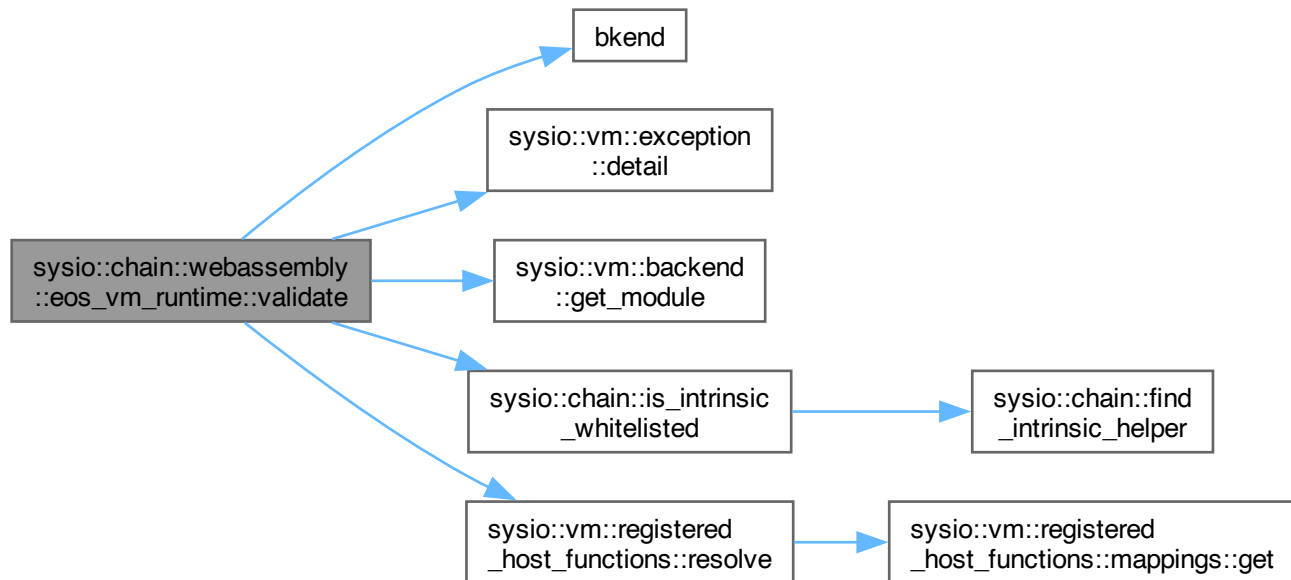 bkend
sysio::vm::exception
::detail
sysio::chain::webassembly
::eos_vm_runtime::validate
sysio::vm::backend
::get_module
sysio::chain::is_intrinsic
_whitelisted
sysio::chain::find
_intrinsic_helper
sysio::vm::registered
_host_functions::resolve
sysio::vm::registered
_host_functions::mappings::get